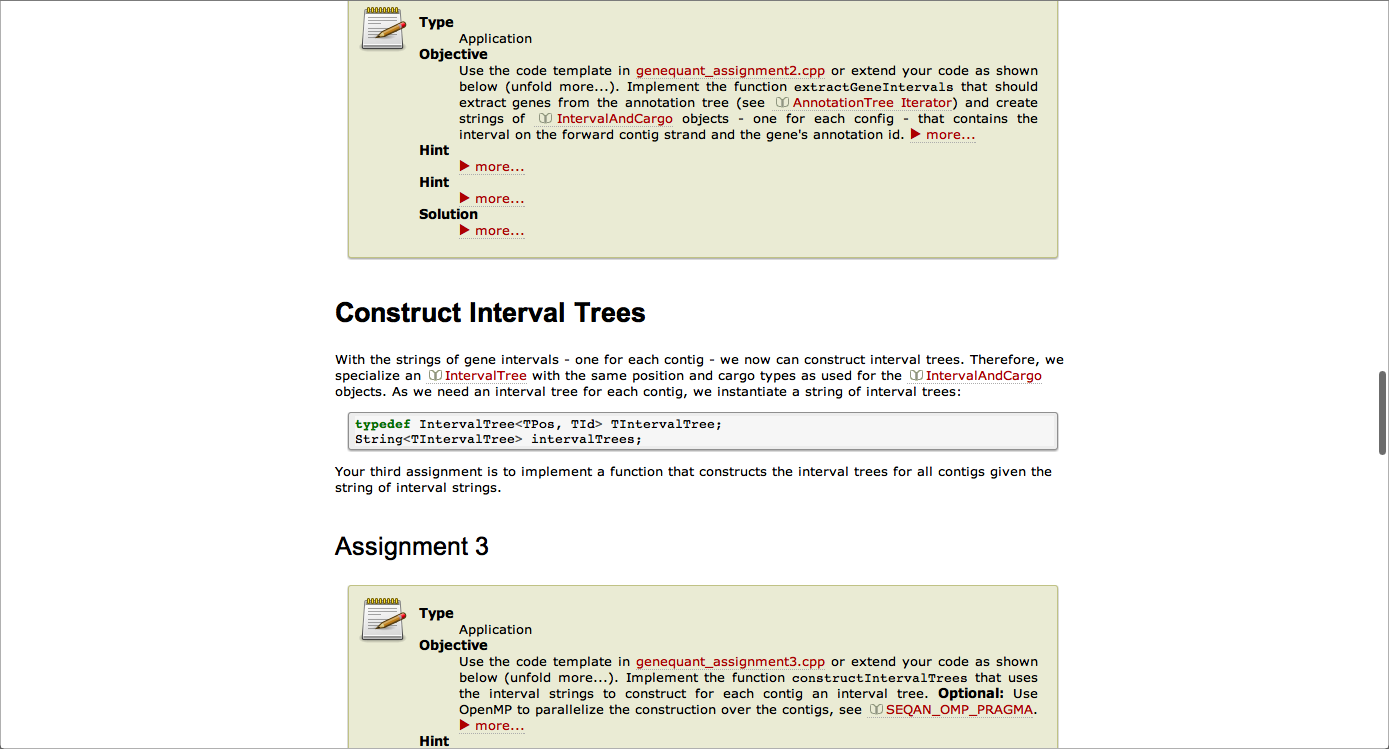 Type
Application
Objective
Use the code template in genequant_assignment2.cpp or extend your code as shown
below (unfold more...). Implement the function extractGeneIntervals that should
extract genes from the annotation tree (see AnnotationTree Iterator) and create
strings of IntervalAndCargo objects - one for each config - that contains the
interval on the forward contig strand and the gene's annotation id. ▶ more...
Hint
▶ more...
Hint
▶ more...
Solution
▶ more...
Construct Interval Trees
With the strings of gene intervals - one for each contig - we now can construct interval trees. Therefore, we
specialize an IntervalTree with the same position and cargo types as used for the IntervalAndCargo
objects. As we need an interval tree for each contig, we instantiate a string of interval trees:
typedef IntervalTree<TPos, TId> TIntervalTree;
String<TIntervalTree> intervalTrees;
Your third assignment is to implement a function that constructs the interval trees for all contigs given the
string of interval strings.
Assignment 3
Type
Application
Objective
Use the code template in genequant_assignment3.cpp or extend your code as shown
below (unfold more...). Implement the function constructIntervalTrees that uses
the interval strings to construct for each contig an interval tree. Optional: Use
OpenMP to parallelize the construction over the contigs, see SEQAN_OMP_PRAGMA.
▶ more...
Hint